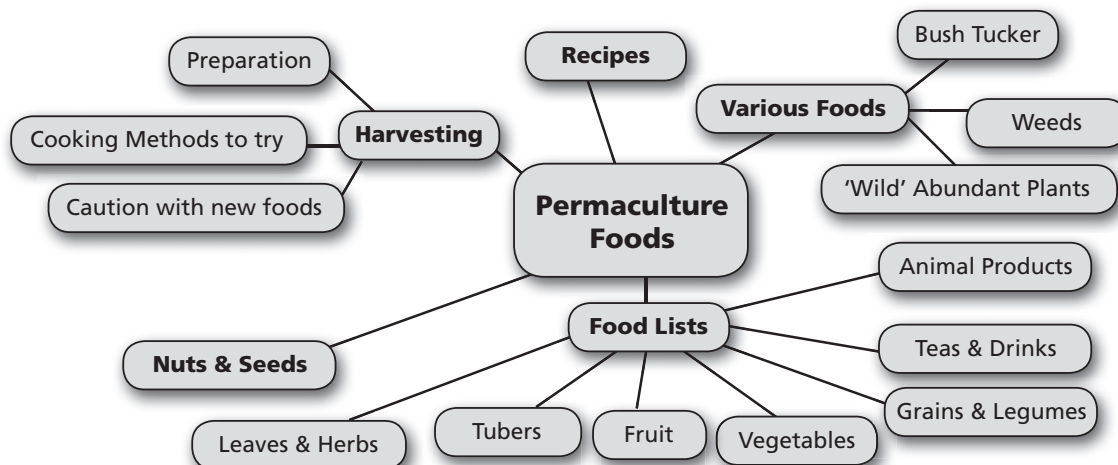 Bush Tucker
Recipes
Preparation
Various Foods
Weeds
Harvesting
Cooking Methods to try
‘Wild’ Abundant Plants
Caution with new foods
Permaculture
Foods
Animal Products
Food Lists
Nuts & Seeds
Teas & Drinks
Grains & Legumes
Leaves & Herbs
Tubers
Fruit
Vegetables